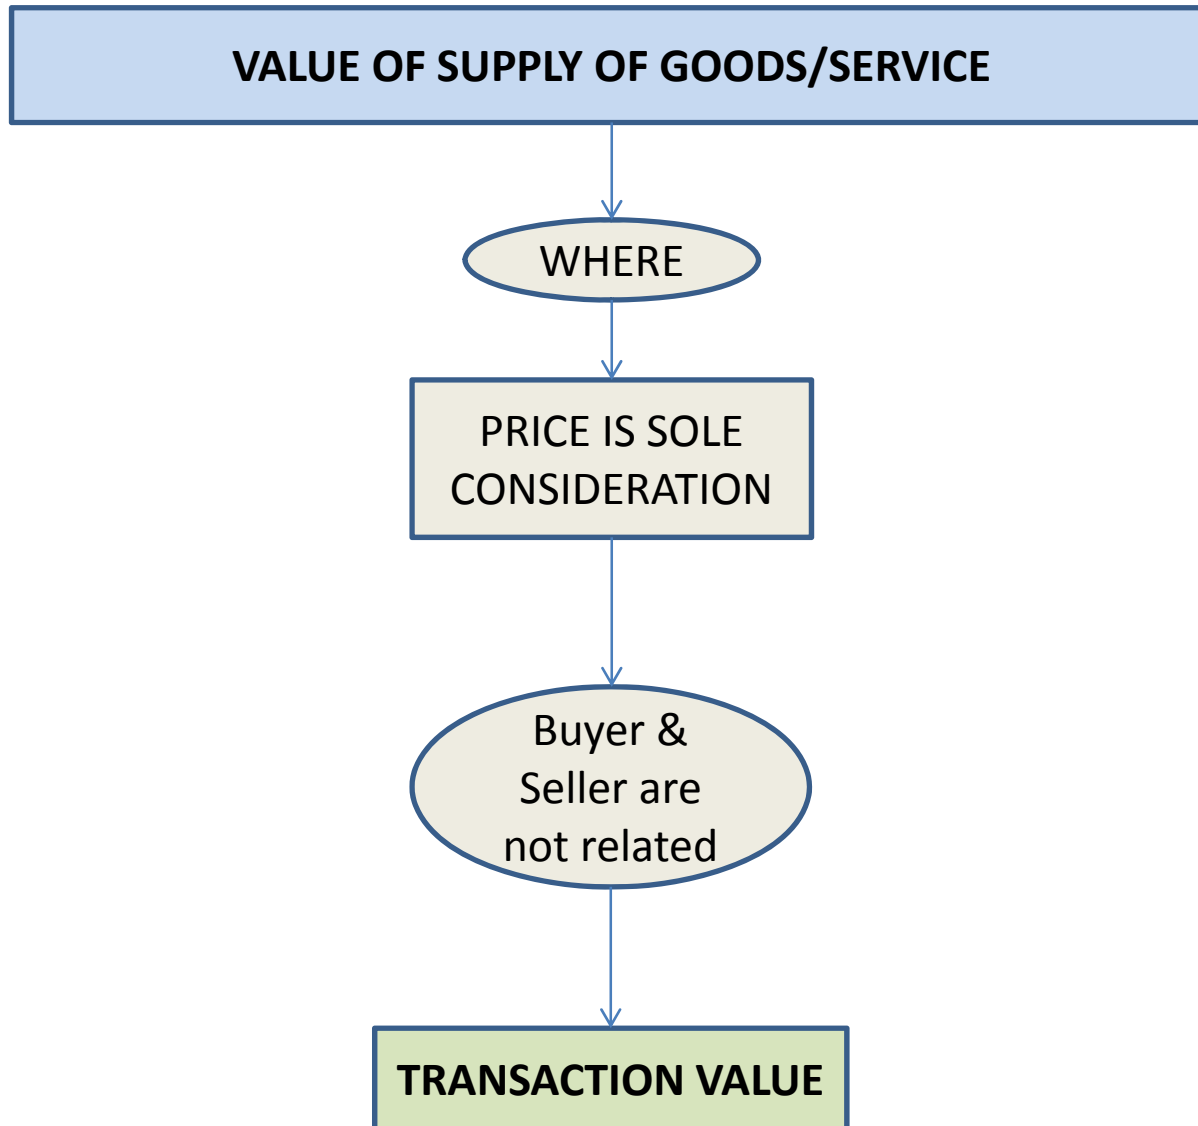 VALUE OF SUPPLY OF GOODS/SERVICE
WHERE
PRICE IS SOLE
CONSIDERATION
Buyer &
Seller are
not related
TRANSACTION VALUE